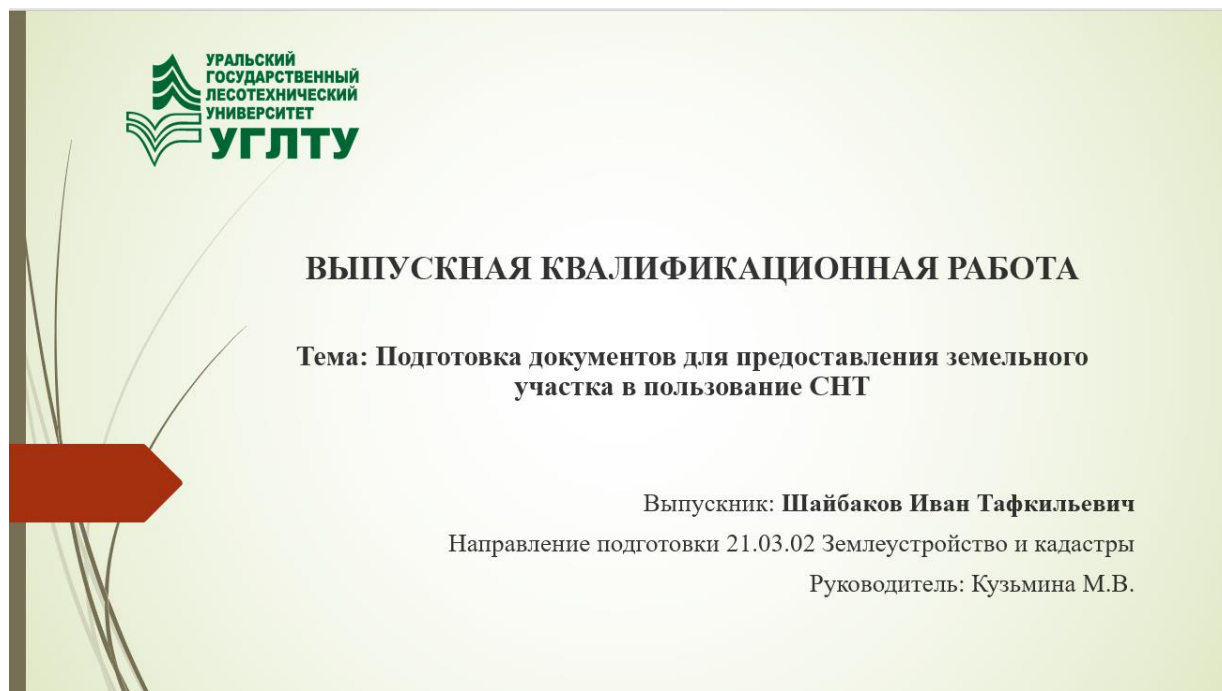 УРАЛЬСКИЙ
ГОСУДАРСТВЕННЫЙ
ЛЕСОТЕХНИЧЕСКИЙ
УНИВЕРСИТЕТ
УГЛТУ
ВЫПУСКНАЯ КВАЛИФИКАЦИОННАЯ РАБОТА
Тема: Подготовка документов для предоставления земельного
участка в пользование СНТ
Выпускник: Шайбаков Иван Тафкильевич
Направление подготовки 21.03.02 Землеустройство и кадастры
Руководитель: Кузьмина М.В.